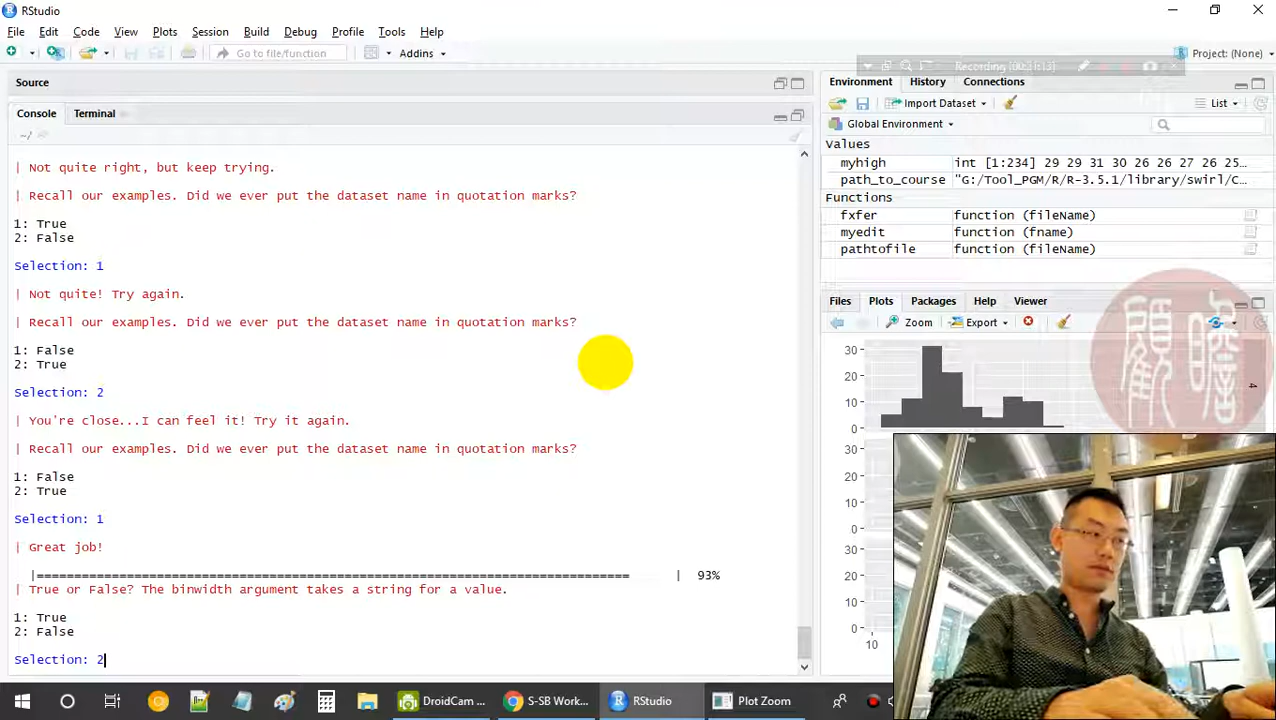 RStudio
File Edit Code View Plots Session Build Debug Profile Tools Help
Go to file/function Addins Project: (None)
Recording [00:21:13]
Source
Console Terminal
~/
| Not quite right, but keep trying.
| Recall our examples. Did we ever put the dataset name in quotation marks?
1: True
2: False
Selection: 1
| Not quite! Try again.
| Recall our examples. Did we ever put the dataset name in quotation marks?
1: False
2: True
Selection: 2
| You're close...I can feel it! Try it again.
| Recall our examples. Did we ever put the dataset name in quotation marks?
1: False
2: True
Selection: 1
| Great job!
|=============================================================================== | 93%
| True or False? The binwidth argument takes a string for a value.
1: True
2: False
Selection: 2
Environment History Connections
Import Dataset List
Global Environment
Values
myhigh int [1:234] 29 29 31 30 26 26 27 26 25…
path_to_course "G:/Tool_PGM/R/R-3.5.1/library/swirl/C…
Functions
fxfer function (fileName)
myedit function (fname)
pathtofile function (fileName)
Files Plots Packages Help Viewer
Zoom Export
30
20
10
0
4
30
20
10
0
30
20
10
0
10
DroidCam ... S-SB Work... RStudio Plot Zoom